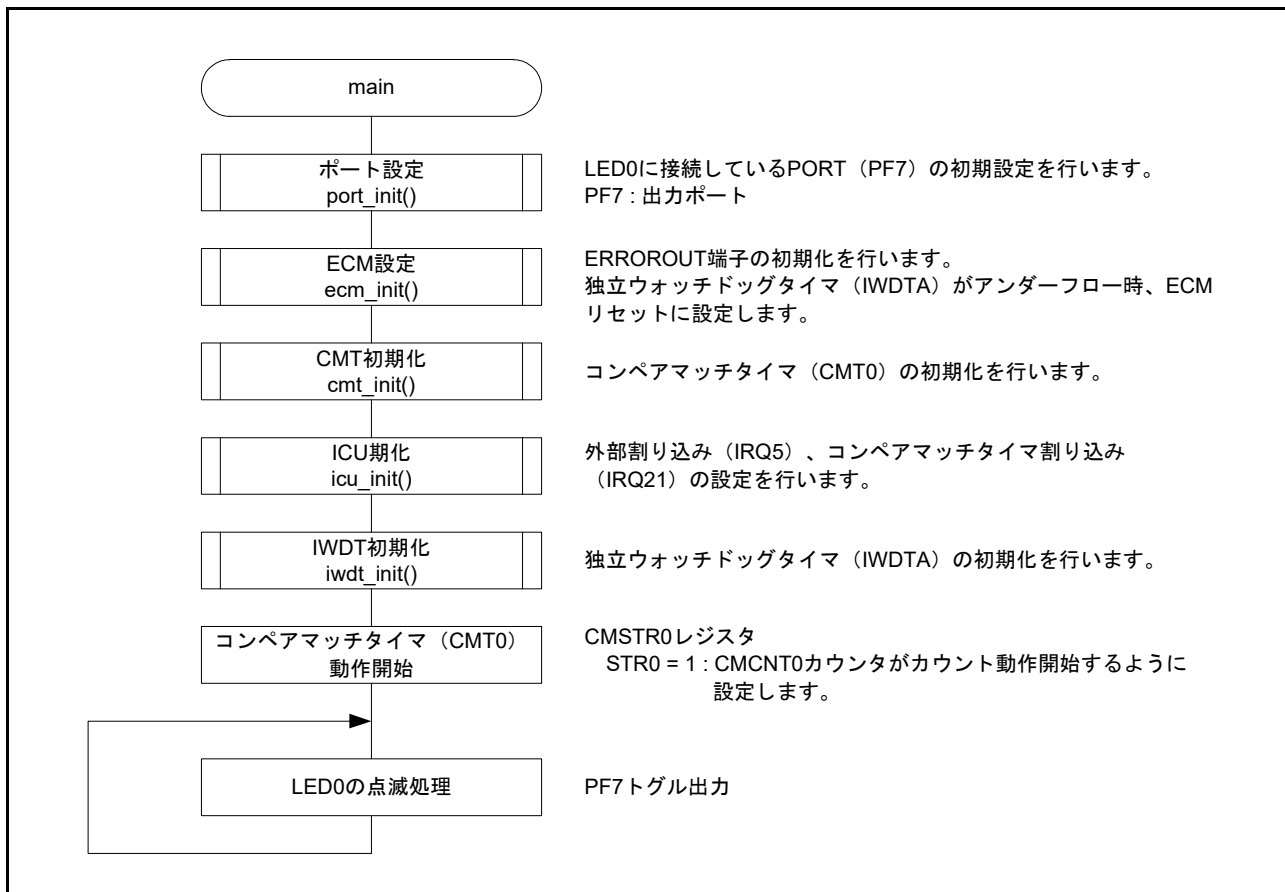 main
ポート設定
port_init()
LED0に接続しているPORT（PF7）の初期設定を行います。
PF7 : 出力ポート
ECM設定
ecm_init()
ERROROUT端子の初期化を行います。
独立ウォッチドッグタイマ（IWDTA）がアンダーフロー時、ECM
リセットに設定します。
CMT初期化
cmt_init()
コンペアマッチタイマ（CMT0）の初期化を行います。
ICU期化
icu_init()
外部割り込み（IRQ5）、コンペアマッチタイマ割り込み
（IRQ21）の設定を行います。
IWDT初期化
iwdt_init()
独立ウォッチドッグタイマ（IWDTA）の初期化を行います。
コンペアマッチタイマ（CMT0）
動作開始
CMSTR0レジスタ
STR0 = 1 : CMCNT0カウンタがカウント動作開始するように
設定します。
LED0の点滅処理
PF7トグル出力